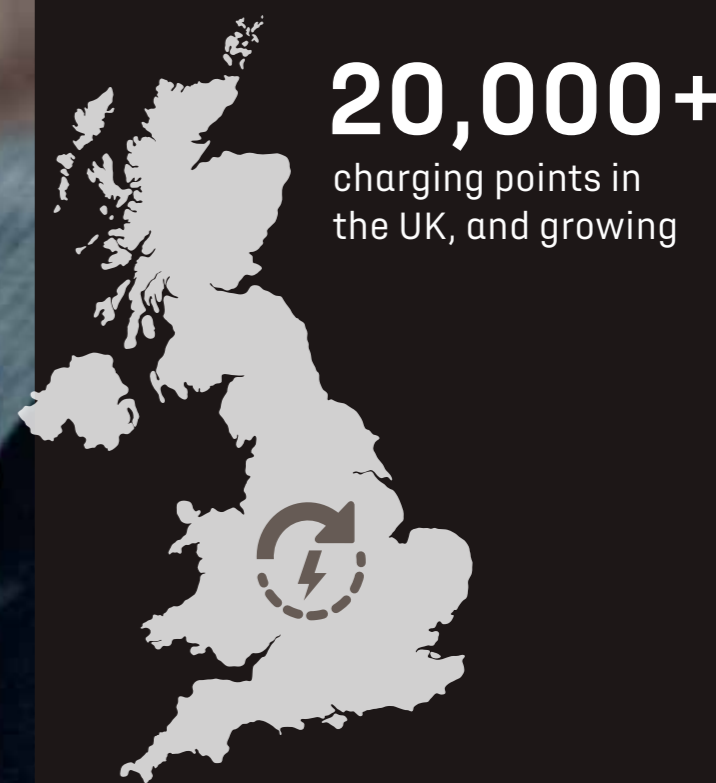 20,000+
charging points in
the UK, and growing